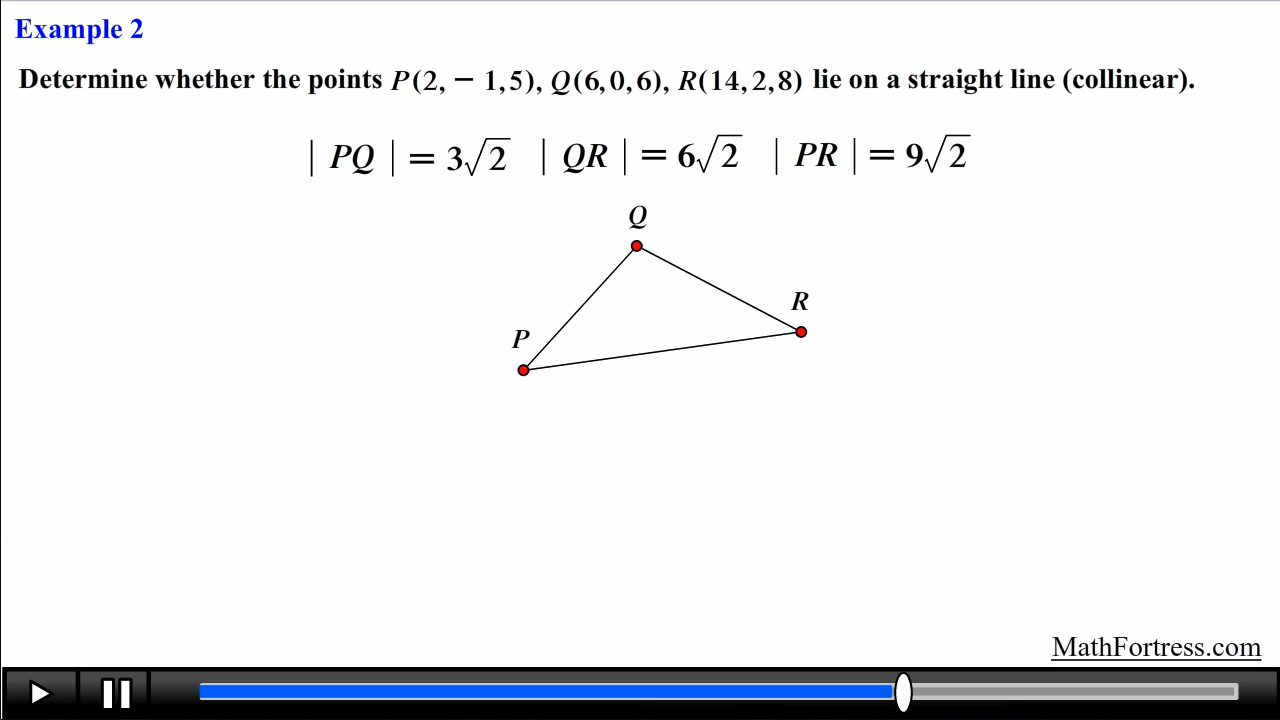 Example 2
Determine whether the points P(2, − 1,5), Q(6,0,6), R(14,2,8) lie on a straight line (collinear).
| PQ | = 3√2 | QR | = 6√2 | PR | = 9√2
Q
R
P
MathFortress.com